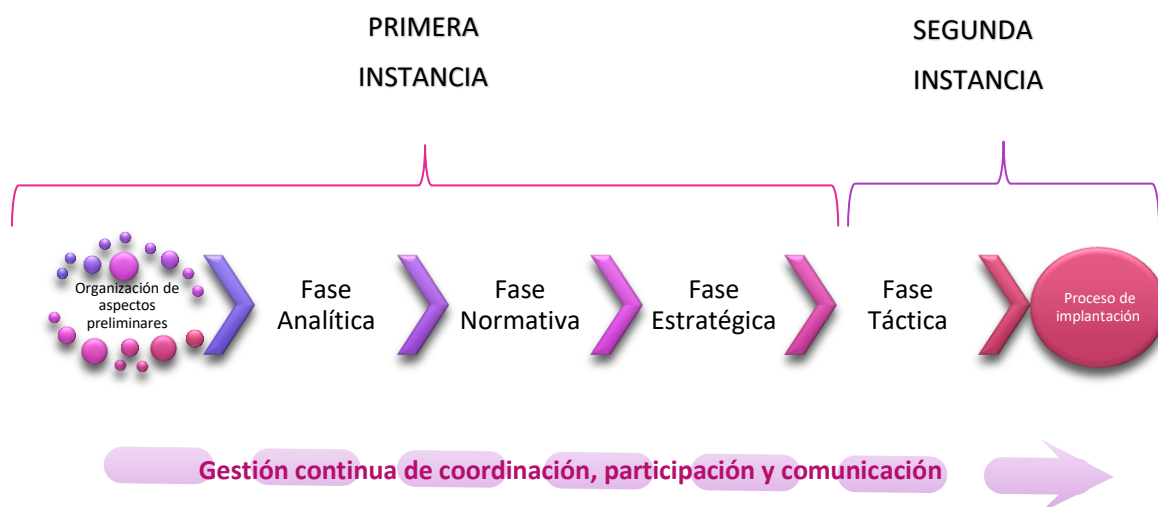 PRIMERA
INSTANCIA
SEGUNDA
INSTANCIA
Organización de
aspectos
preliminares
Fase
Analítica
Fase
Normativa
Fase
Estratégica
Fase
Táctica
Proceso de
implantación
Gestión continua de coordinación, participación y comunicación